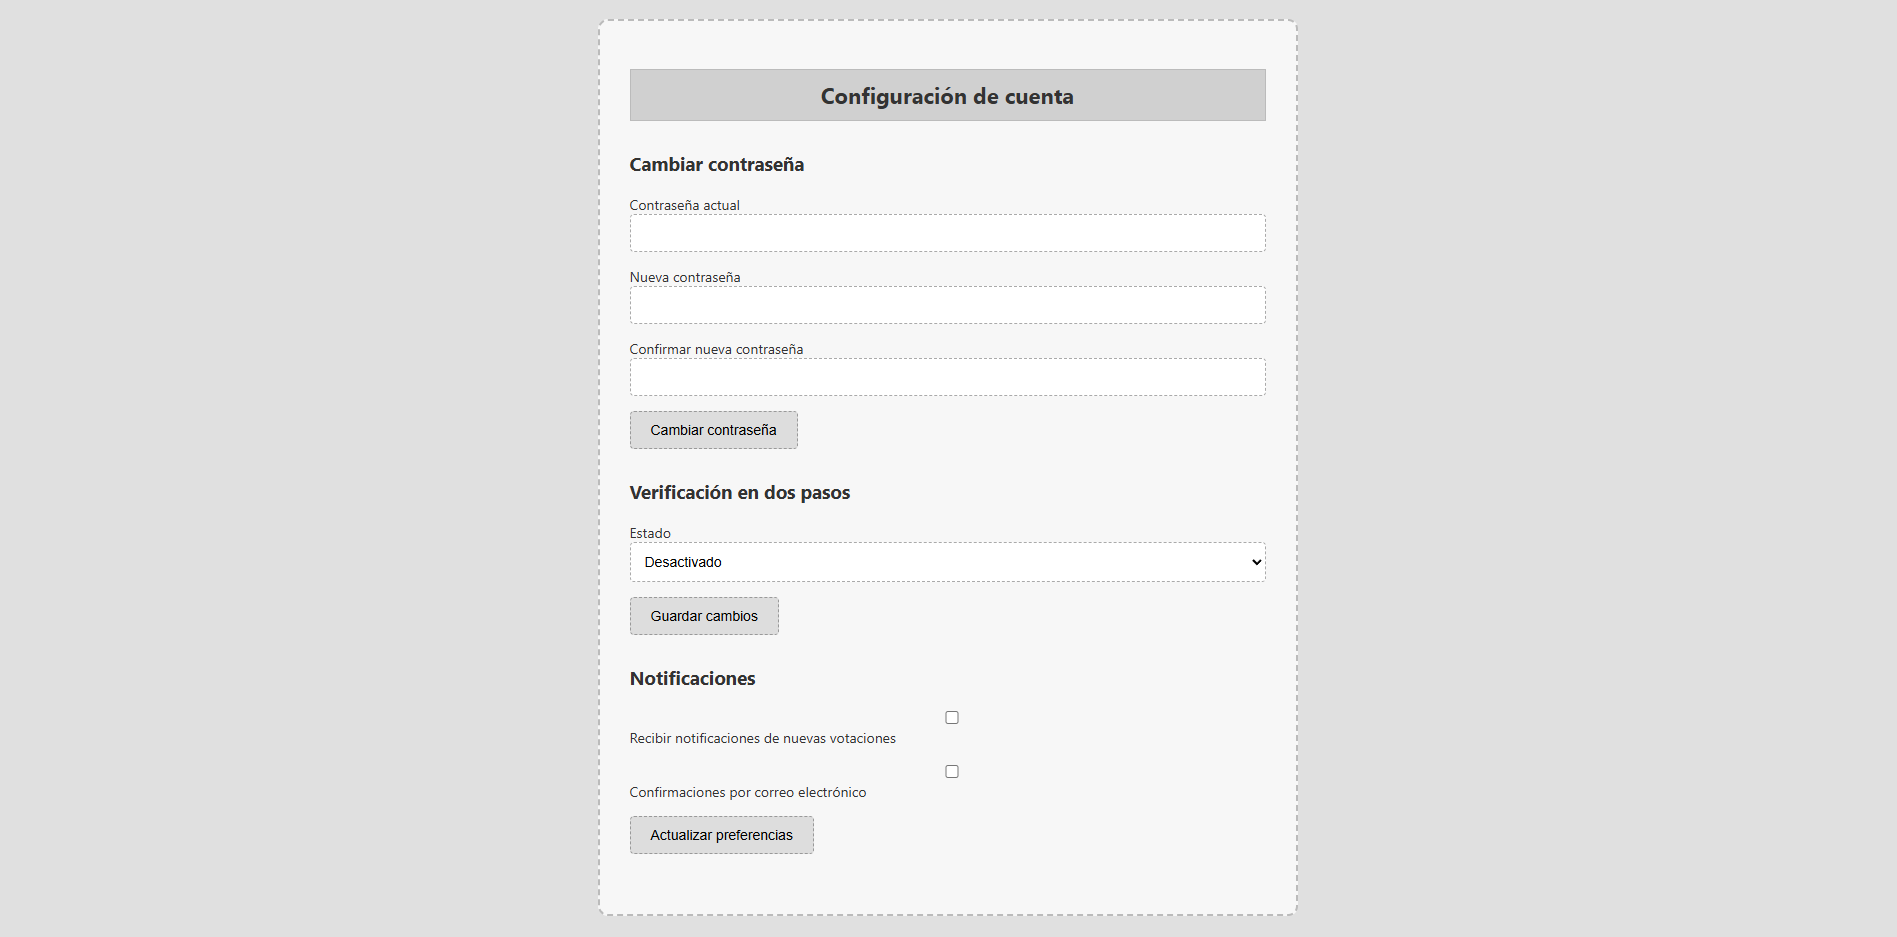 Configuración de cuenta
Cambiar contraseña
Contraseña actual
Nueva contraseña
Confirmar nueva contraseña
Cambiar contraseña
Verificación en dos pasos
Estado
Desactivado
Guardar cambios
Notificaciones
Recibir notificaciones de nuevas votaciones
Confirmaciones por correo electrónico
Actualizar preferencias